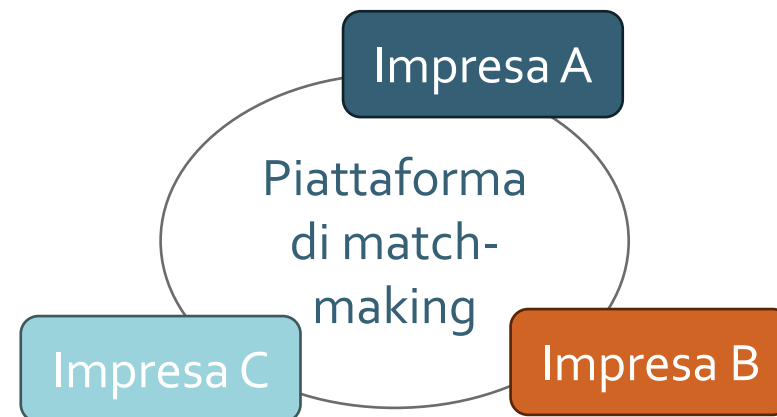 Impresa A
Piattaforma
di match-
making
Impresa C
Impresa B